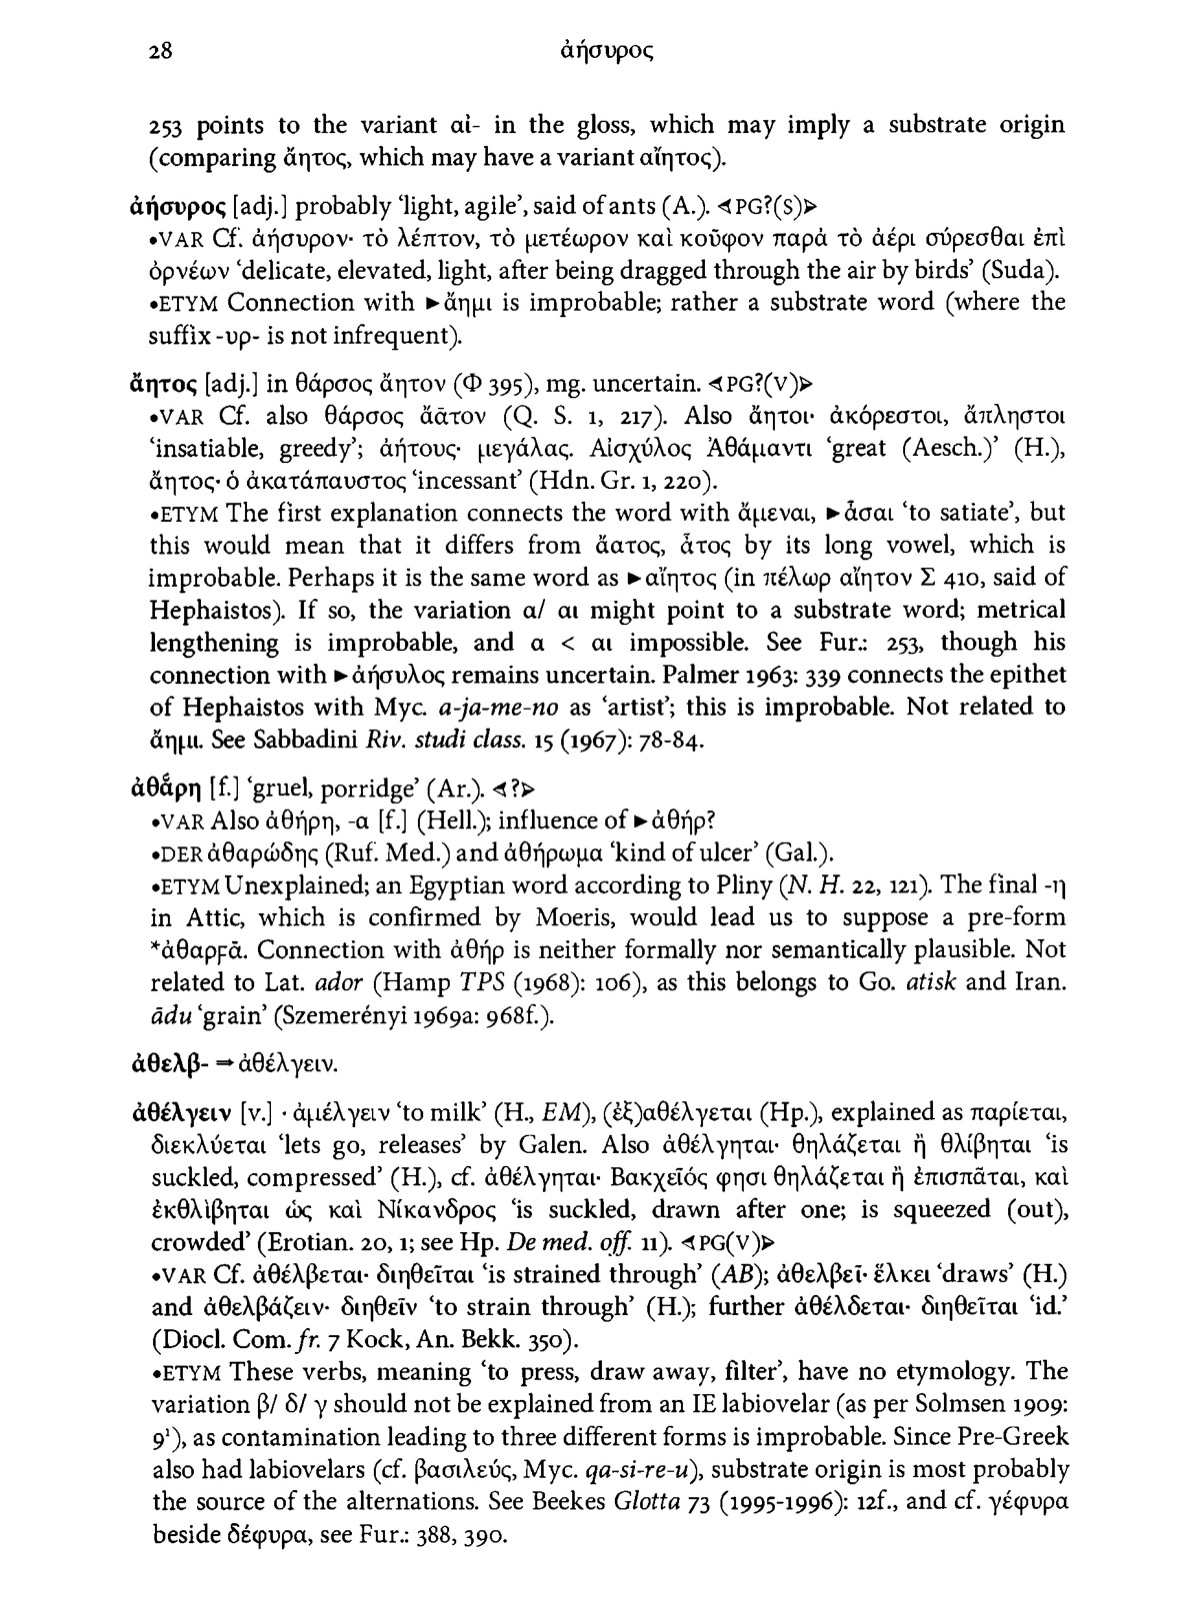 28
ἀήσυρος
253 points to the variant αἰ- in the gloss, which may imply a substrate origin
(comparing ἄητος, which may have a variant αἴητος).
ἀήσυρος [adj.] probably ‘light, agile’, said of ants (A.). ⊲PG?(S)⊳
•VAR Cf. ἀήσυρον· τὸ λέπτον, τὸ μετέωρον καὶ κοῦφον παρὰ τὸ ἀέρι σύρεσθαι ἐπὶ
ὀρνέων ‘delicate, elevated, light, after being dragged through the air by birds’ (Suda).
•ETYM Connection with ►ἄημι is improbable; rather a substrate word (where the
suffix -υρ- is not infrequent).
ἄητος [adj.] in θάρσος ἄητον (Φ 395), mg. uncertain. ⊲PG?(V)⊳
•VAR Cf. also θάρσος ἄᾱτον (Q. S. 1, 217). Also ἄητοι· ἀκόρεστοι, ἄπληστοι
‘insatiable, greedy’; ἀήτους· μεγάλας. Αἰσχύλος Ἀθάμαντι ‘great (Aesch.)’ (H.),
ἄητος· ὁ ἀκατάπαυστος ‘incessant’ (Hdn. Gr. 1, 220).
•ETYM The first explanation connects the word with ἄμεναι, ►ἆσαι ‘to satiate’, but
this would mean that it differs from ἄατος, ἆτος by its long vowel, which is
improbable. Perhaps it is the same word as ►αἴητος (in πέλωρ αἴητον Σ 410, said of
Hephaistos). If so, the variation α/ αι might point to a substrate word; metrical
lengthening is improbable, and α < αι impossible. See Fur.: 253, though his
connection with ►ἀήσυλος remains uncertain. Palmer 1963: 339 connects the epithet
of Hephaistos with Myc. a-ja-me-no as ‘artist’; this is improbable. Not related to
ἄημι. See Sabbadini Riv. studi class. 15 (1967): 78-84.
ἀθᾰ́ρη [f.] ‘gruel, porridge’ (Ar.). ⊲?⊳
•VAR Also ἀθήρη, -α [f.] (Hell.); influence of ►ἀθήρ?
•DER ἀθαρώδης (Ruf. Med.) and ἀθήρωμα ‘kind of ulcer’ (Gal.).
•ETYM Unexplained; an Egyptian word according to Pliny (N. H. 22, 121). The final -η
in Attic, which is confirmed by Moeris, would lead us to suppose a pre-form
*ἀθαρϝᾱ. Connection with ἀθήρ is neither formally nor semantically plausible. Not
related to Lat. ador (Hamp TPS (1968): 106), as this belongs to Go. atisk and Iran.
ādu ‘grain’ (Szemerényi 1969a: 968f.).
ἀθελβ- ⇒ ἀθέλγειν.
ἀθέλγειν [v.] · ἀμέλγειν ‘to milk’ (H., EM), (ἐξ)αθέλγεται (Hp.), explained as παρίεται,
διεκλύεται ‘lets go, releases’ by Galen. Also ἀθέλγηται· θηλάζεται ἢ θλίβηται ‘is
suckled, compressed’ (H.), cf. ἀθέλγηται· Βακχεῖός φησι θηλάζεται ἢ ἐπισπᾶται, καὶ
ἐκθλὶβηται ὡς καὶ Νίκανδρος ‘is suckled, drawn after one; is squeezed (out),
crowded’ (Erotian. 20, 1; see Hp. De med. off. 11). ⊲PG(V)⊳
•VAR Cf. ἀθέλβεται· διηθεῖται ‘is strained through’ (AB); ἀθελβεῖ· ἕλκει ‘draws’ (H.)
and ἀθελβάζειν· διηθεῖν ‘to strain through’ (H.); further ἀθέλδεται· διηθεῖται ‘id.’
(Diocl. Com. fr. 7 Kock, An. Bekk. 350).
•ETYM These verbs, meaning ‘to press, draw away, filter’, have no etymology. The
variation β/ δ/ γ should not be explained from an IE labiovelar (as per Solmsen 1909:
9¹), as contamination leading to three different forms is improbable. Since Pre-Greek
also had labiovelars (cf. βασιλεύς, Myc. qa-si-re-u), substrate origin is most probably
the source of the alternations. See Beekes Glotta 73 (1995-1996): 12f., and cf. γέφυρα
beside δέφυρα, see Fur.: 388, 390.